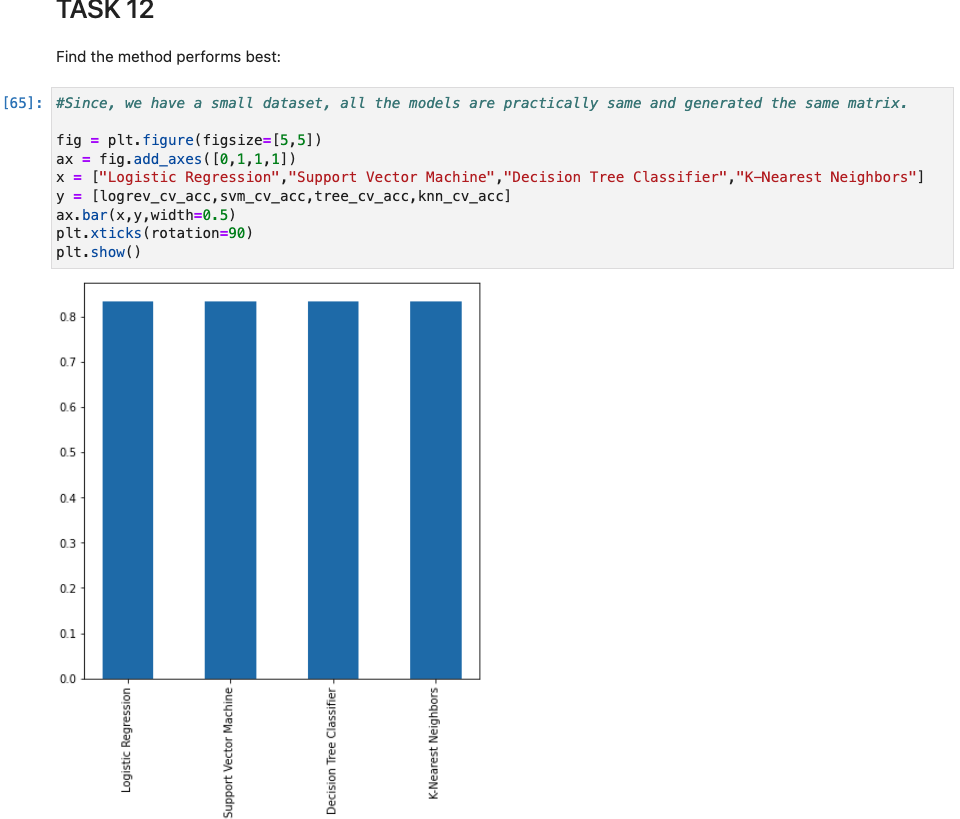 TASK 12
Find the method performs best:
[65]: #Since, we have a small dataset, all the models are practically same and generated the same matrix.
fig = plt.figure(figsize=[5,5])
ax = fig.add_axes([0,1,1,1])
x = ["Logistic Regression","Support Vector Machine","Decision Tree Classifier","K-Nearest Neighbors"]
y = [logrev_cv_acc,svm_cv_acc,tree_cv_acc,knn_cv_acc]
ax.bar(x,y,width=0.5)
plt.xticks(rotation=90)
plt.show()
0.8
0.7
0.6
0.5
0.4
0.3
0.2
0.1
0.0
Logistic Regression
Support Vector Machine
Decision Tree Classifier
K-Nearest Neighbors